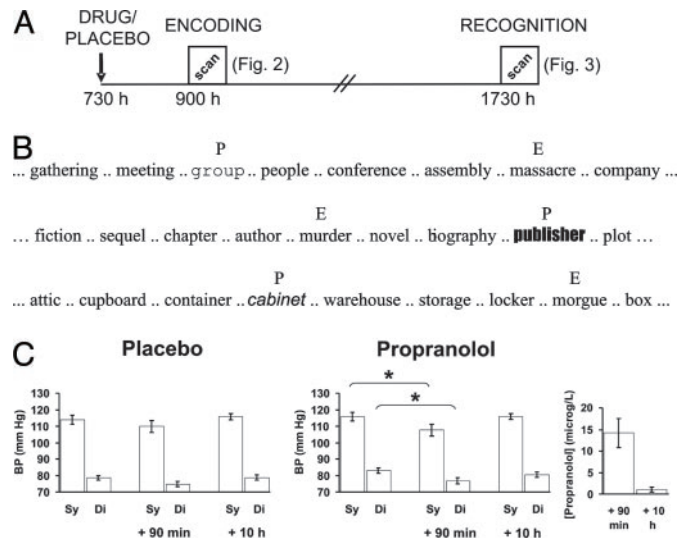 A
DRUG/
PLACEBO
ENCODING
RECOGNITION
scan
(Fig. 2)
scan
(Fig. 3)
730 h
900 h
1730 h
B
P
E
... gathering .. meeting .. group .. people .. conference .. assembly .. massacre .. company ...
E
P
... fiction .. sequel .. chapter .. author .. murder .. novel .. biography .. publisher .. plot ...
P
E
... attic .. cupboard .. container .. cabinet .. warehouse .. storage .. locker .. morgue .. box ...
C
Placebo
BP (mm Hg)
130
120
110
100
90
80
70
Sy Di Sy Di Sy Di
+ 90 min + 10 h
Propranolol
* *
BP (mm Hg)
130
120
110
100
90
80
70
Sy Di Sy Di Sy Di
+ 90 min + 10 h
[Propranolol] (microg/L)
20
15
10
5
0
+ 90 + 10
min h